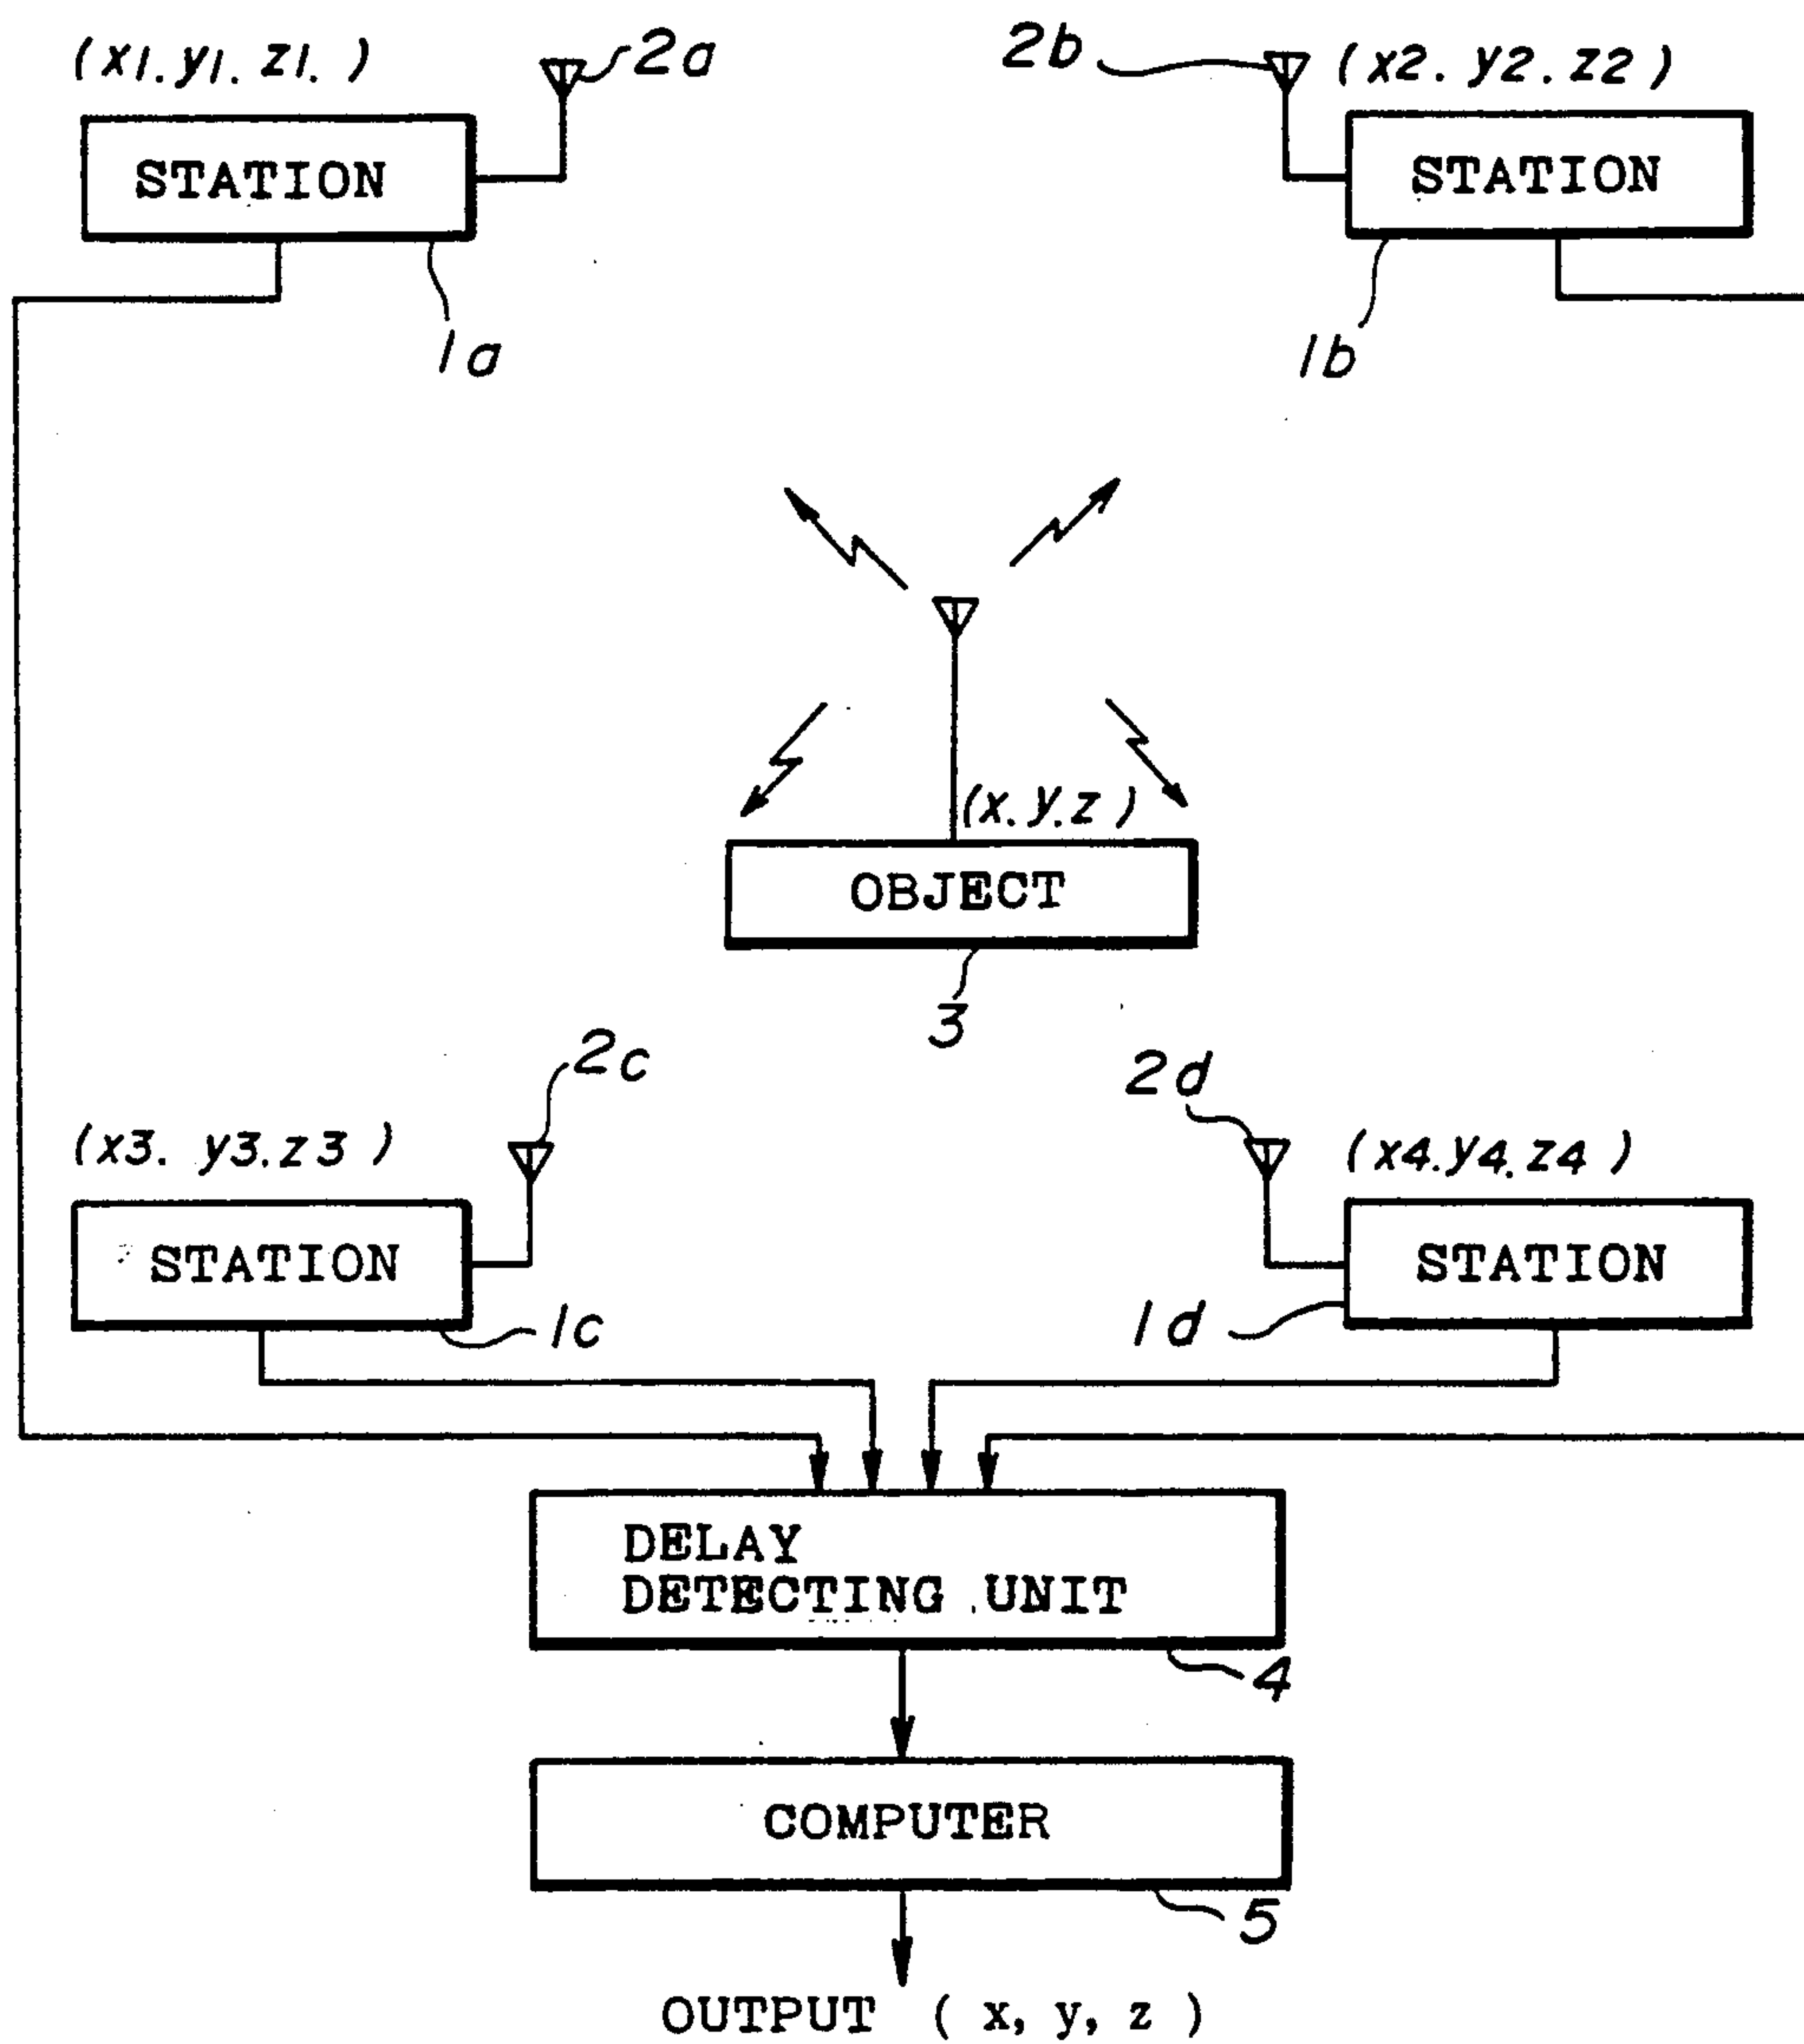 (x1.y1.z1.)
2a
2b
(x2.y2.z2)
STATION
STATION
1a
1b
(x.y.z)
OBJECT
3
2c
2d
(x3.y3.z3)
(x4.y4.z4)
STATION
STATION
1c
1d
DELAY
DETECTING UNIT
4
COMPUTER
5
OUTPUT (x, y, z)